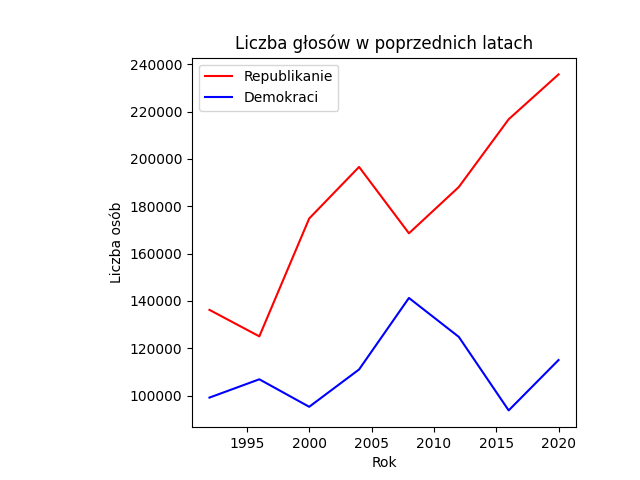 Liczba głosów w poprzednich latach
Republikanie
Demokraci
240000
220000
200000
180000
160000
140000
120000
100000
Liczba osób
1995 2000 2005 2010 2015 2020
Rok